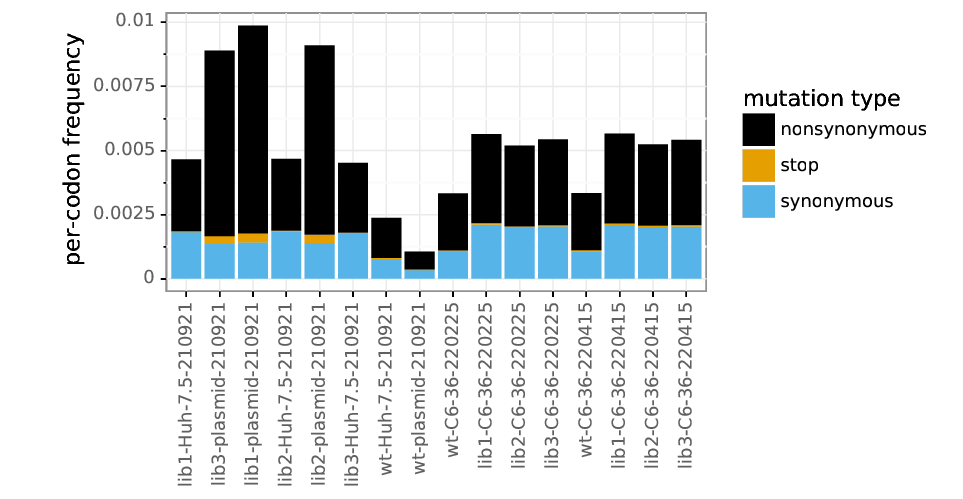 per-codon frequency
0.01
0.0075
0.005
0.0025
0
lib1-Huh-7.5-210921
lib3-plasmid-210921
lib1-plasmid-210921
lib2-Huh-7.5-210921
lib2-plasmid-210921
lib3-Huh-7.5-210921
wt-Huh-7.5-210921
wt-plasmid-210921
wt-C6-36-220225
lib1-C6-36-220225
lib2-C6-36-220225
lib3-C6-36-220225
wt-C6-36-220415
lib1-C6-36-220415
lib2-C6-36-220415
lib3-C6-36-220415
mutation type
nonsynonymous
stop
synonymous